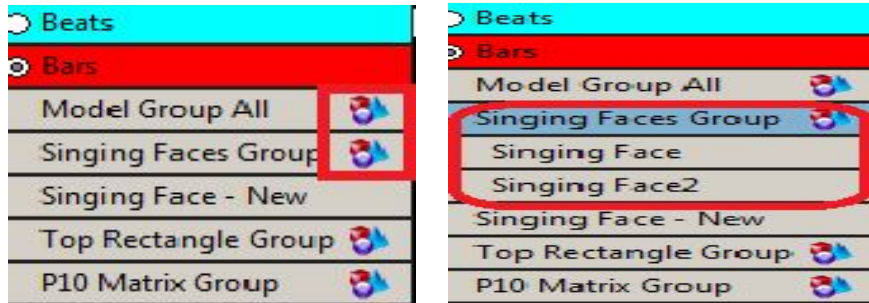 Beats
Bars
Model Group All
Singing Faces Group
Singing Face - New
Top Rectangle Group
P10 Matrix Group
Beats
Bars
Model Group All
Singing Faces Group
Singing Face
Singing Face2
Singing Face - New
Top Rectangle Group
P10 Matrix Group